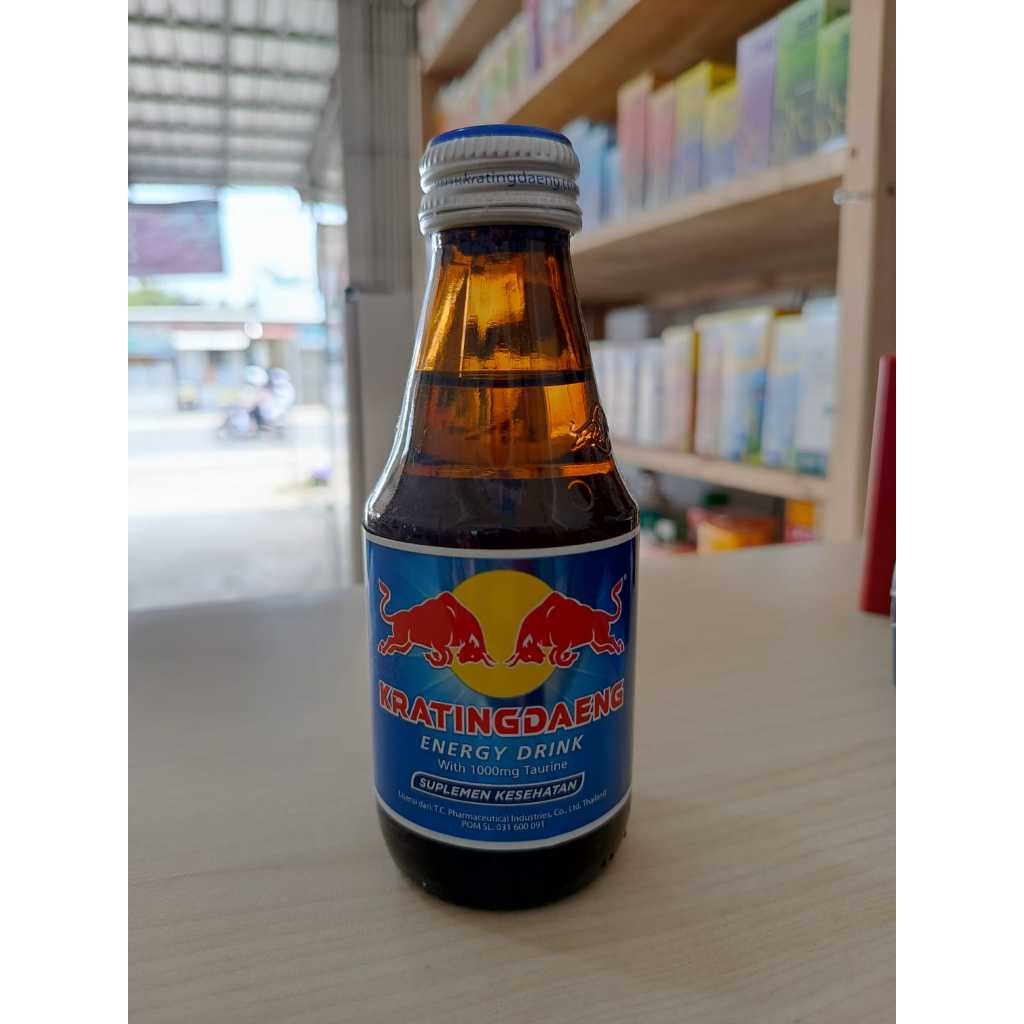 www.kratingdaeng.
®
KRATINGDAENG
ENERGY DRINK
With 1000mg Taurine
SUPLEMEN KESEHATAN
Lisensi dari T.C. Pharmaceutical Industries, Co., Ltd. Thailand
POM SL. 031 600 091